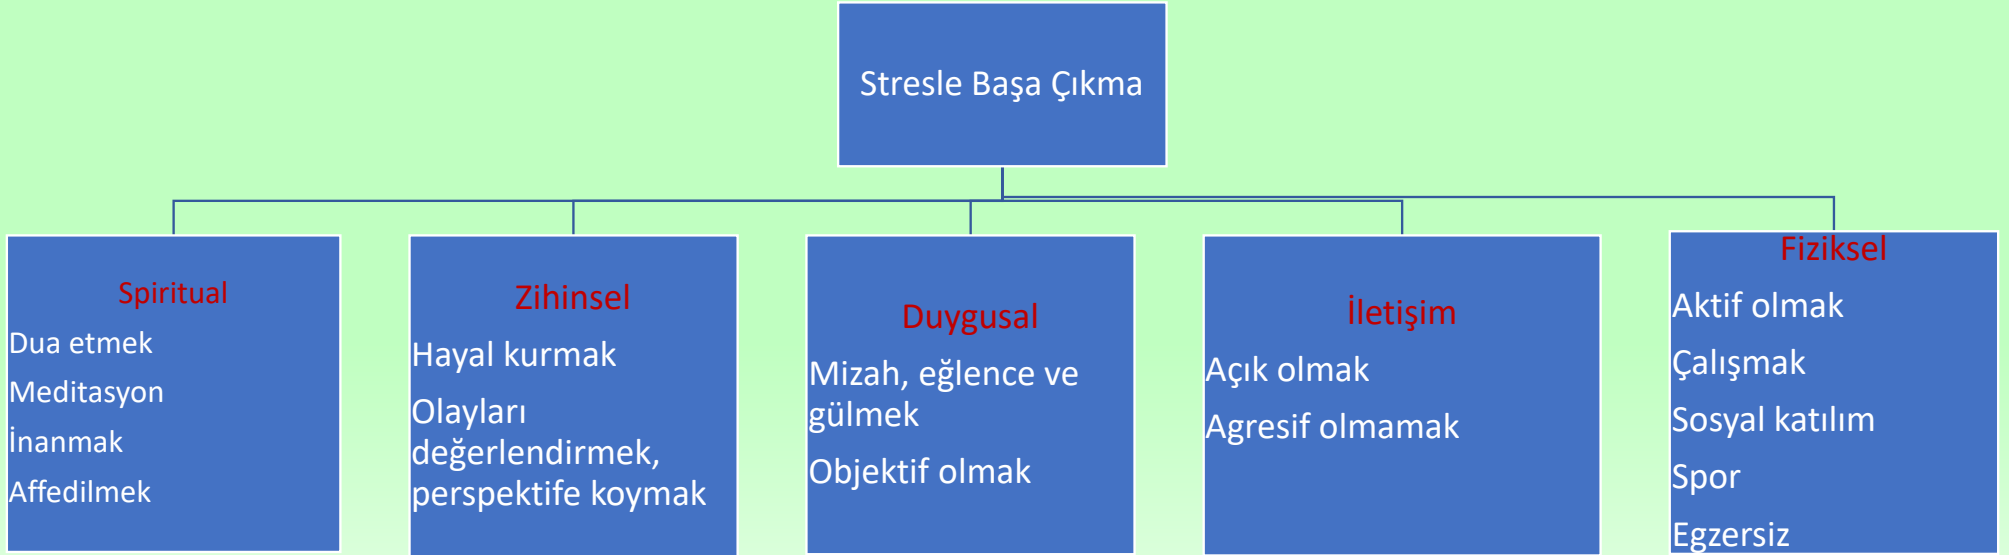 Stresle Başa Çıkma
Spiritual
Dua etmek
Meditasyon
İnanmak
Affedilmek
Zihinsel
Hayal kurmak
Olayları
değerlendirmek,
perspektife koymak
Duygusal
Mizah, eğlence ve
gülmek
Objektif olmak
İletişim
Açık olmak
Agresif olmamak
Fiziksel
Aktif olmak
Çalışmak
Sosyal katılım
Spor
Egzersiz